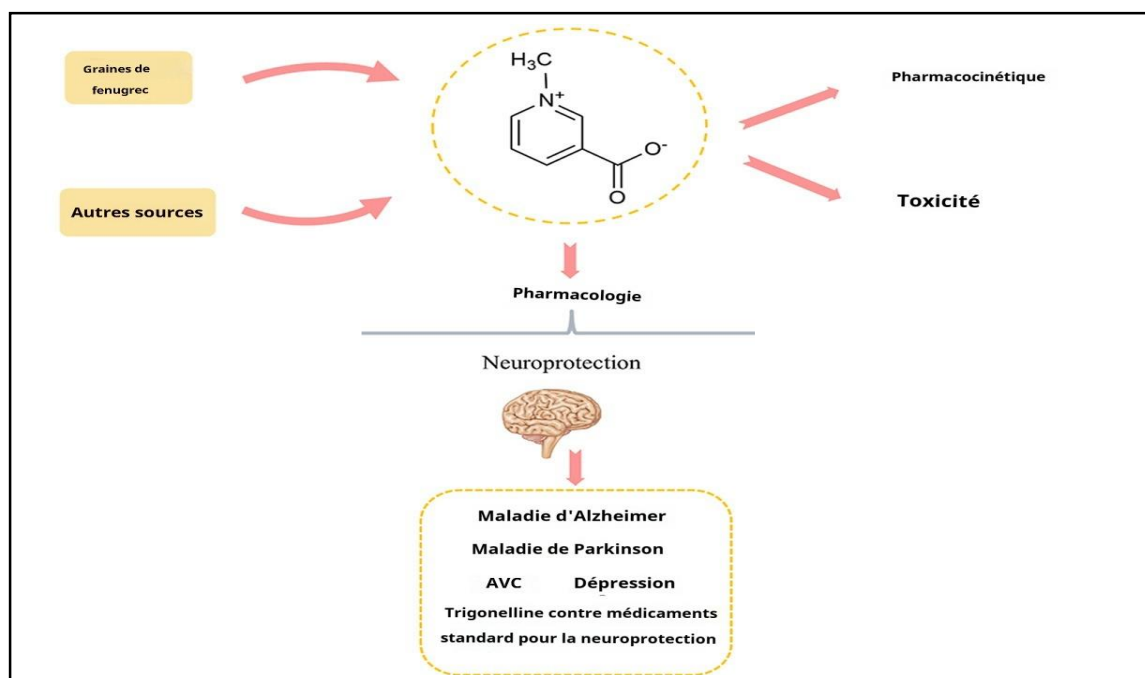 Graines de
fenugrec
Autres sources
H₃C
N⁺
O⁻
O
Pharmacocinétique
Toxicité
Pharmacologie
Neuroprotection
Maladie d'Alzheimer
Maladie de Parkinson
AVC Dépression
Trigonelline contre médicaments
standard pour la neuroprotection